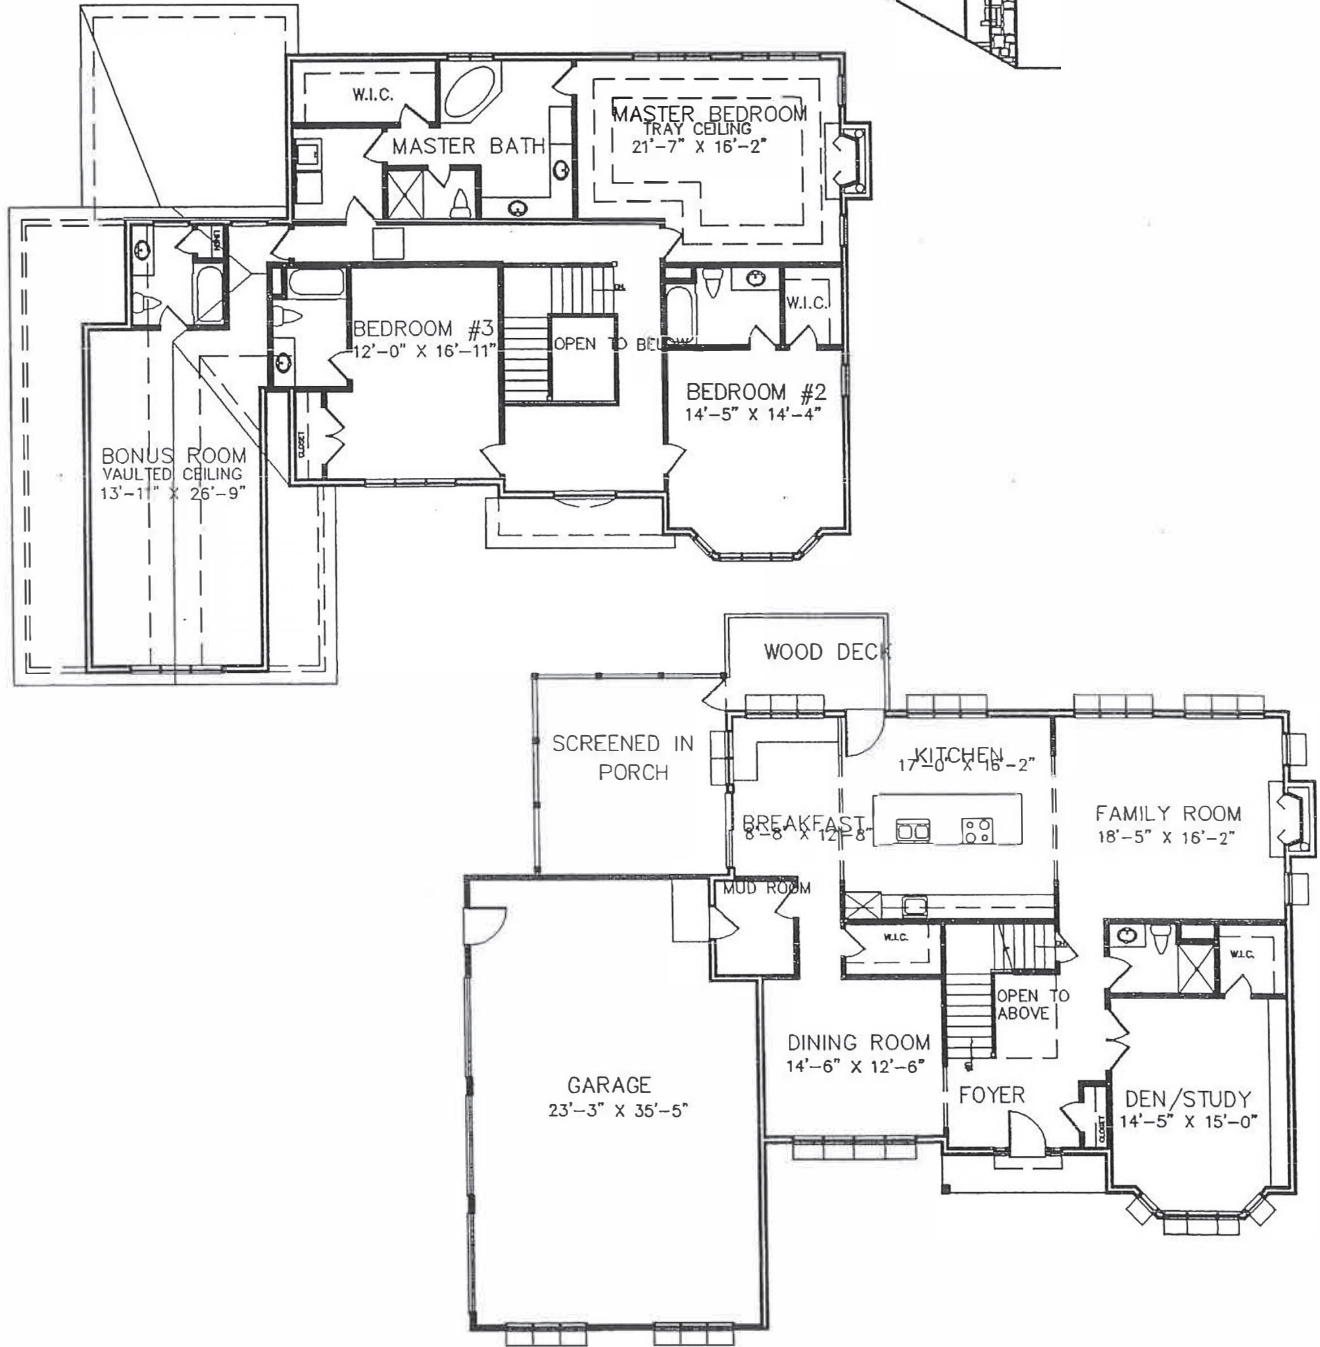 W.I.C.
MASTER BATH
MASTER BEDROOM
TRAY CEILING
21'-7" X 16'-2"
LINEN
BEDROOM #3
12'-0" X 16'-11"
OPEN TO BELOW
W.I.C.
BEDROOM #2
14'-5" X 14'-4"
CLOSET
BONUS ROOM
VAULTED CEILING
13'-11" X 26'-9"
WOOD DECK
SCREENED IN
PORCH
KITCHEN
17'-0" X 16'-2"
BREAKFAST
8'-8" X 12'-8"
FAMILY ROOM
18'-5" X 16'-2"
MUD ROOM
W.I.C.
W.I.C.
OPEN TO
ABOVE
DINING ROOM
14'-6" X 12'-6"
GARAGE
23'-3" X 35'-5"
FOYER
CLOSET
DEN/STUDY
14'-5" X 15'-0"